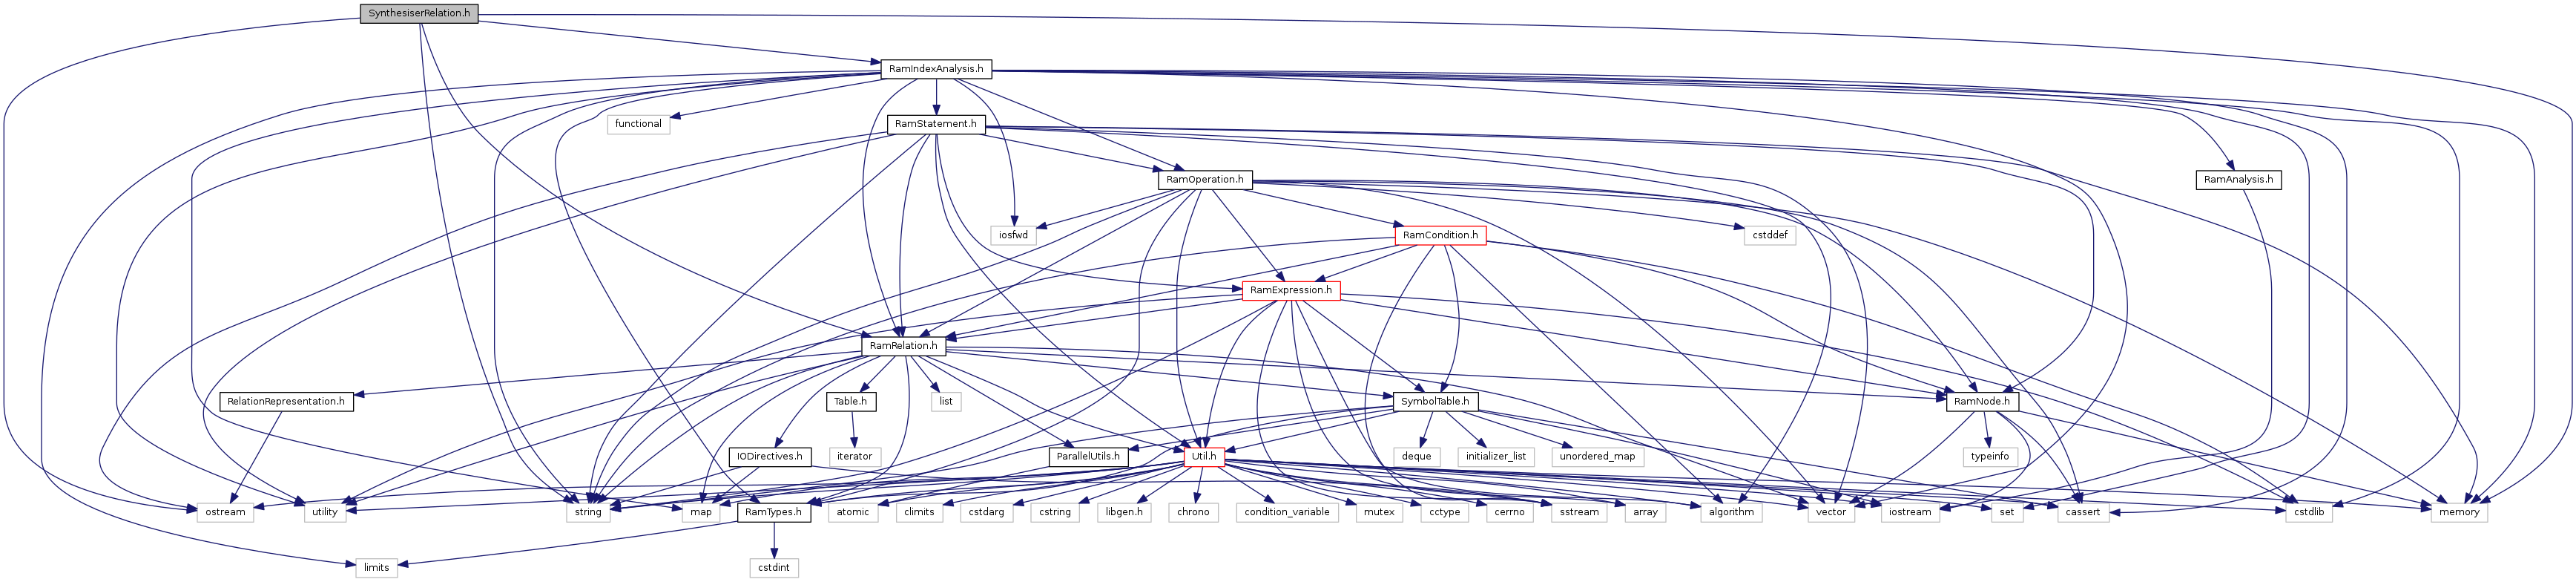 SynthesiserRelation.h
RamIndexAnalysis.h
functional
RamStatement.h
RamOperation.h
RamAnalysis.h
iosfwd
RamCondition.h
cstddef
RamExpression.h
RamRelation.h
RelationRepresentation.h
Table.h
list
SymbolTable.h
RamNode.h
IODirectives.h
iterator
ParallelUtils.h
Util.h
deque
initializer_list
unordered_map
typeinfo
ostream
utility
string
map
RamTypes.h
atomic
climits
cstdarg
cstring
libgen.h
chrono
condition_variable
mutex
cctype
cerrno
sstream
array
algorithm
vector
iostream
set
cassert
cstdlib
memory
limits
cstdint